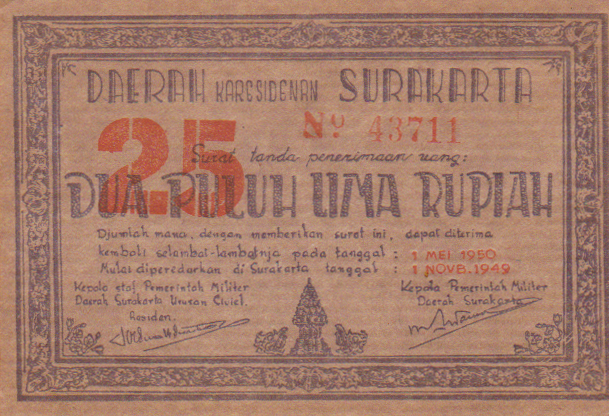 DAERAH KARESIDENAN SURAKARTA
Nº 43711
25
Surat tanda penerimaan uang:
DUA PULUH LIMA RUPIAH
Djumlah mana, dengan memberikan surat ini, dapat diterima
kembali selambat-lambatnja pada tanggal : 1 MEI 1950
Mulai diperedarkan di Surakarta tanggal : 1 NOVB. 1949
Kepala staf Pemerintah Militer
Daerah Surakarta Urusan Civiel.
Residen,
Kepala Pemerintah Militer
Daerah Surakarta